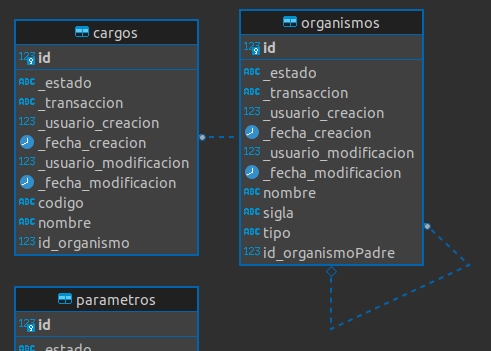 cargos
123 id
ABC _estado
ABC _transaccion
123 _usuario_creacion
_fecha_creacion
123 _usuario_modificacion
_fecha_modificacion
ABC codigo
ABC nombre
123 id_organismo
organismos
123 id
ABC _estado
ABC _transaccion
123 _usuario_creacion
_fecha_creacion
123 _usuario_modificacion
_fecha_modificacion
ABC nombre
ABC sigla
ABC tipo
123 id_organismoPadre
parametros
123 id
ABC _estado